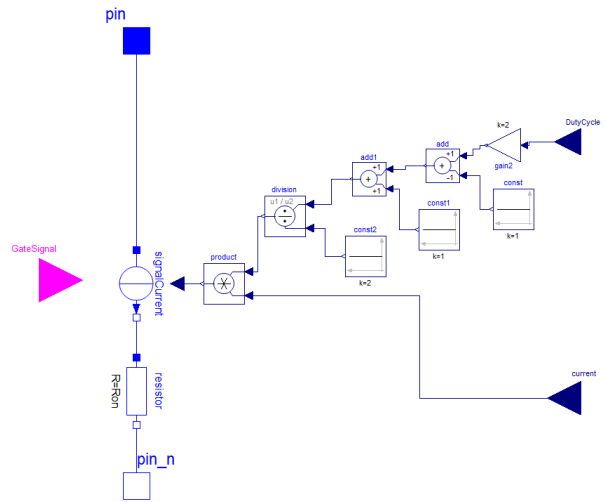 pin
k=2
DutyCycle
add
+1
-1
gain2
add1
+1
+1
const
k=1
division
u1 / u2
const1
k=1
const2
k=2
GateSignal
signalCurrent
product
current
resistor
R=Ron
pin_n